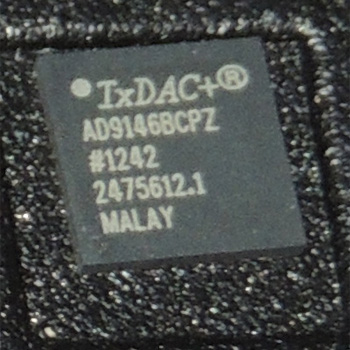 TxDAC+®
AD9146BCPZ
#1242
2475612.1
MALAY